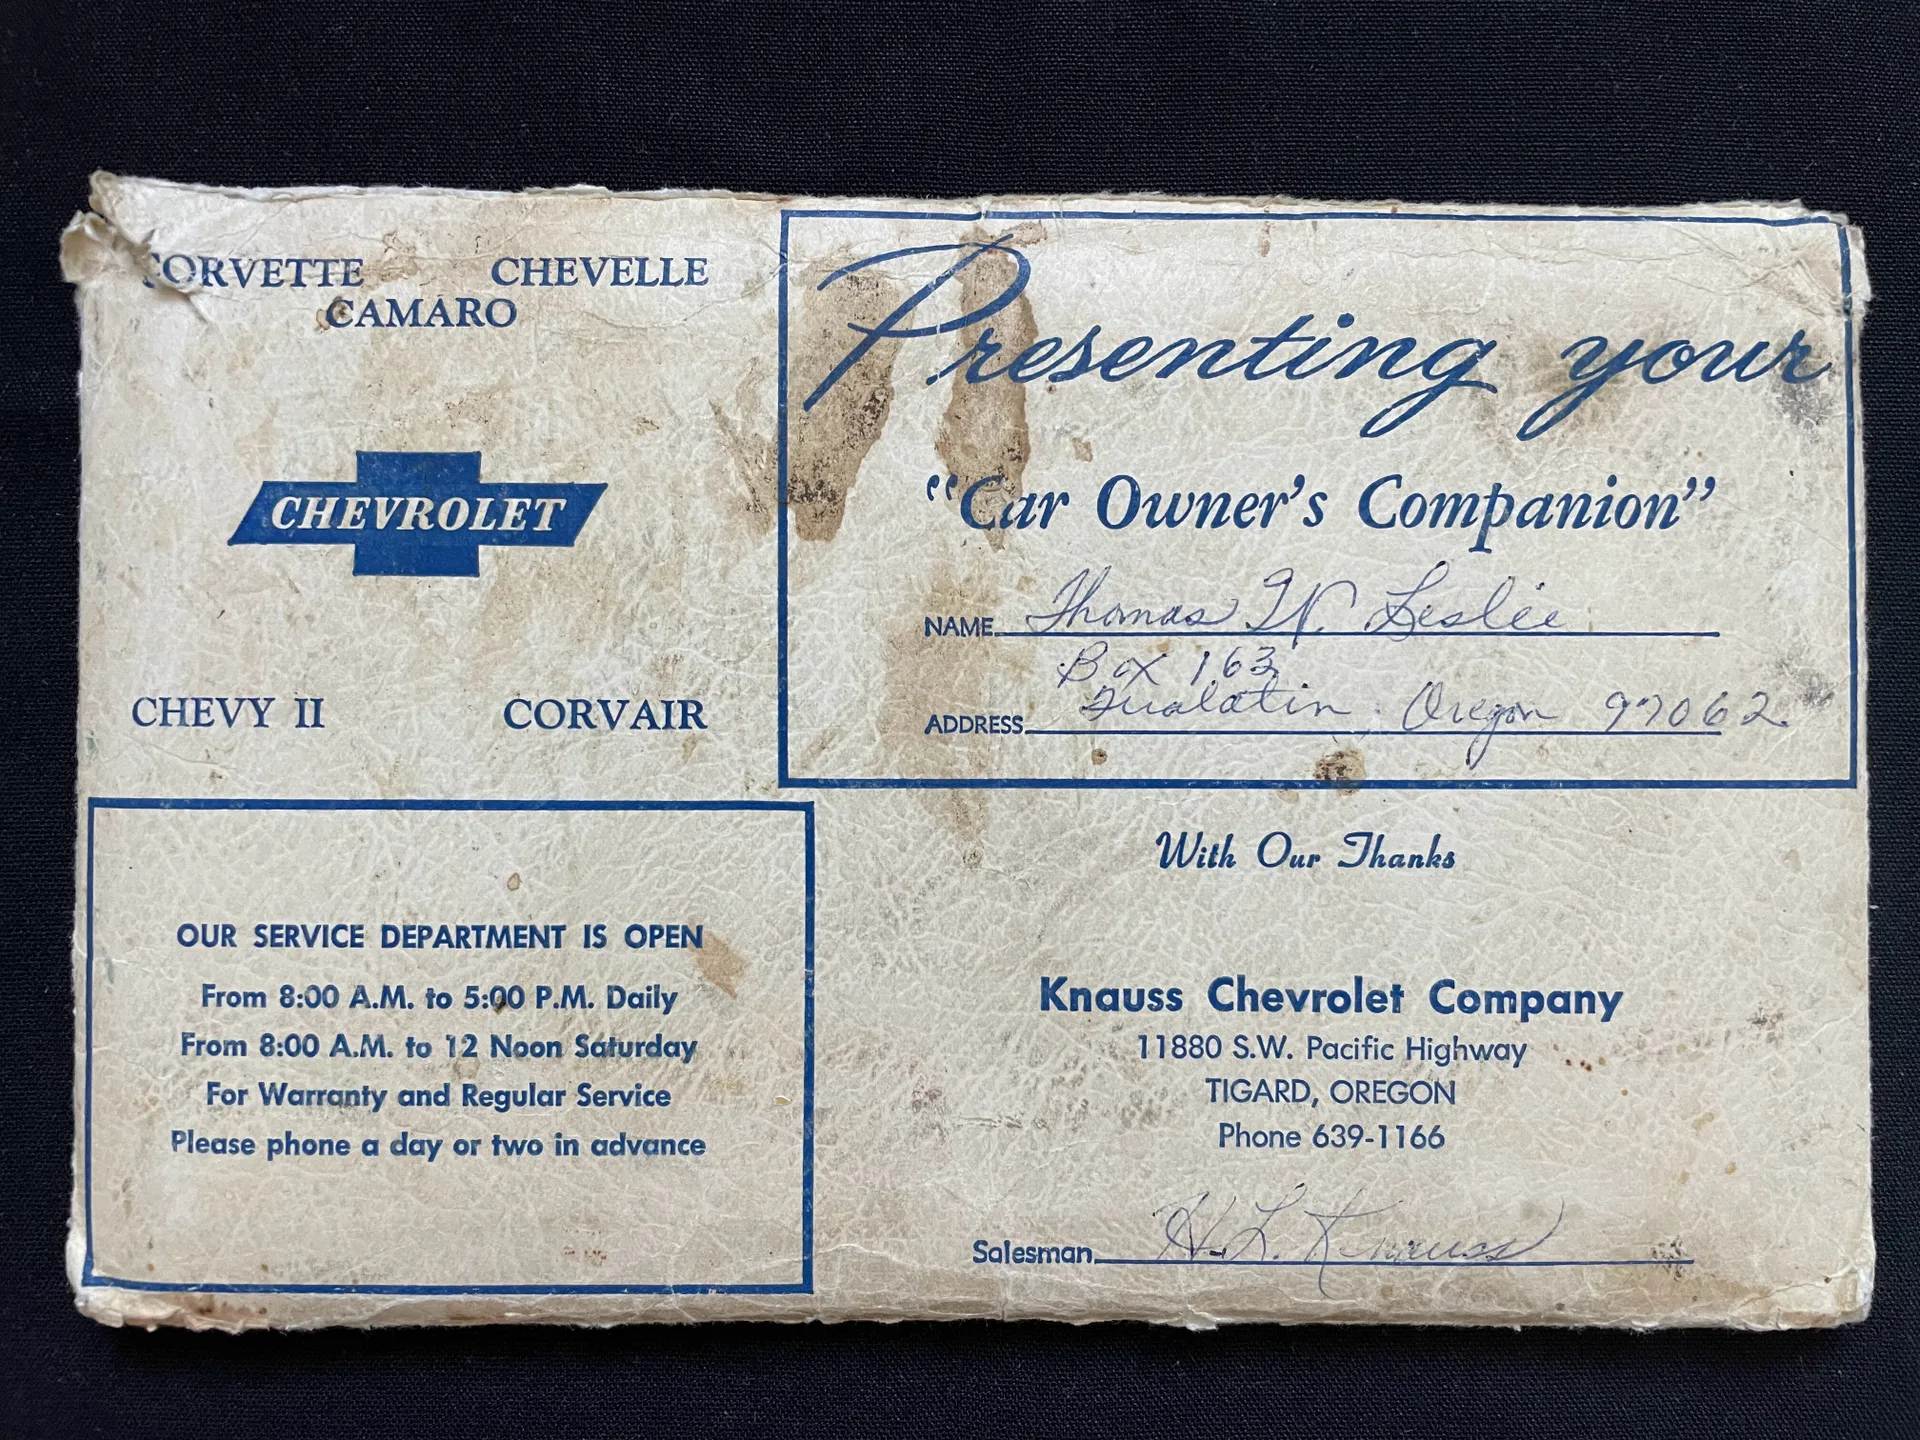 CORVETTE CHEVELLE
CAMARO
CHEVROLET
CHEVY II CORVAIR
Presenting your
"Car Owner's Companion"
NAME Thomas W. Leslie
Box 163
ADDRESS Tualatin, Oregon 97062
OUR SERVICE DEPARTMENT IS OPEN
From 8:00 A.M. to 5:00 P.M. Daily
From 8:00 A.M. to 12 Noon Saturday
For Warranty and Regular Service
Please phone a day or two in advance
With Our Thanks
Knauss Chevrolet Company
11880 S.W. Pacific Highway
TIGARD, OREGON
Phone 639-1166
Salesman H. L. Knauss